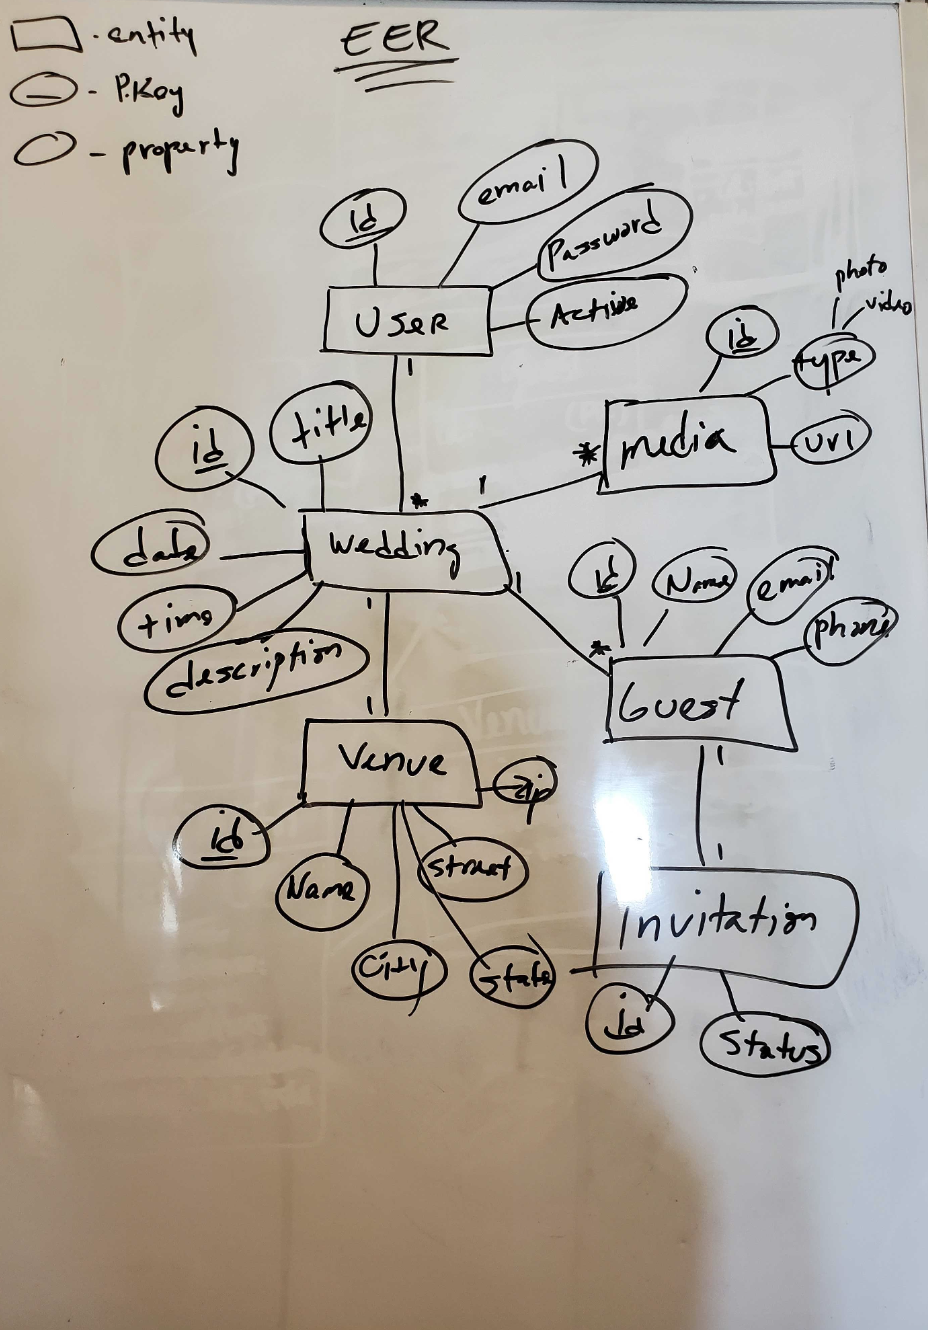 EER
- entity
- P.Key
- property
id
email
Password
Active
User
1
*
photo
video
id
type
url
media
*
1
id
title
date
time
description
Wedding
1
1
*
id
Name
email
phone
Guest
1
1
1
Venue
zip
id
Name
street
City
state
Invitation
id
Status